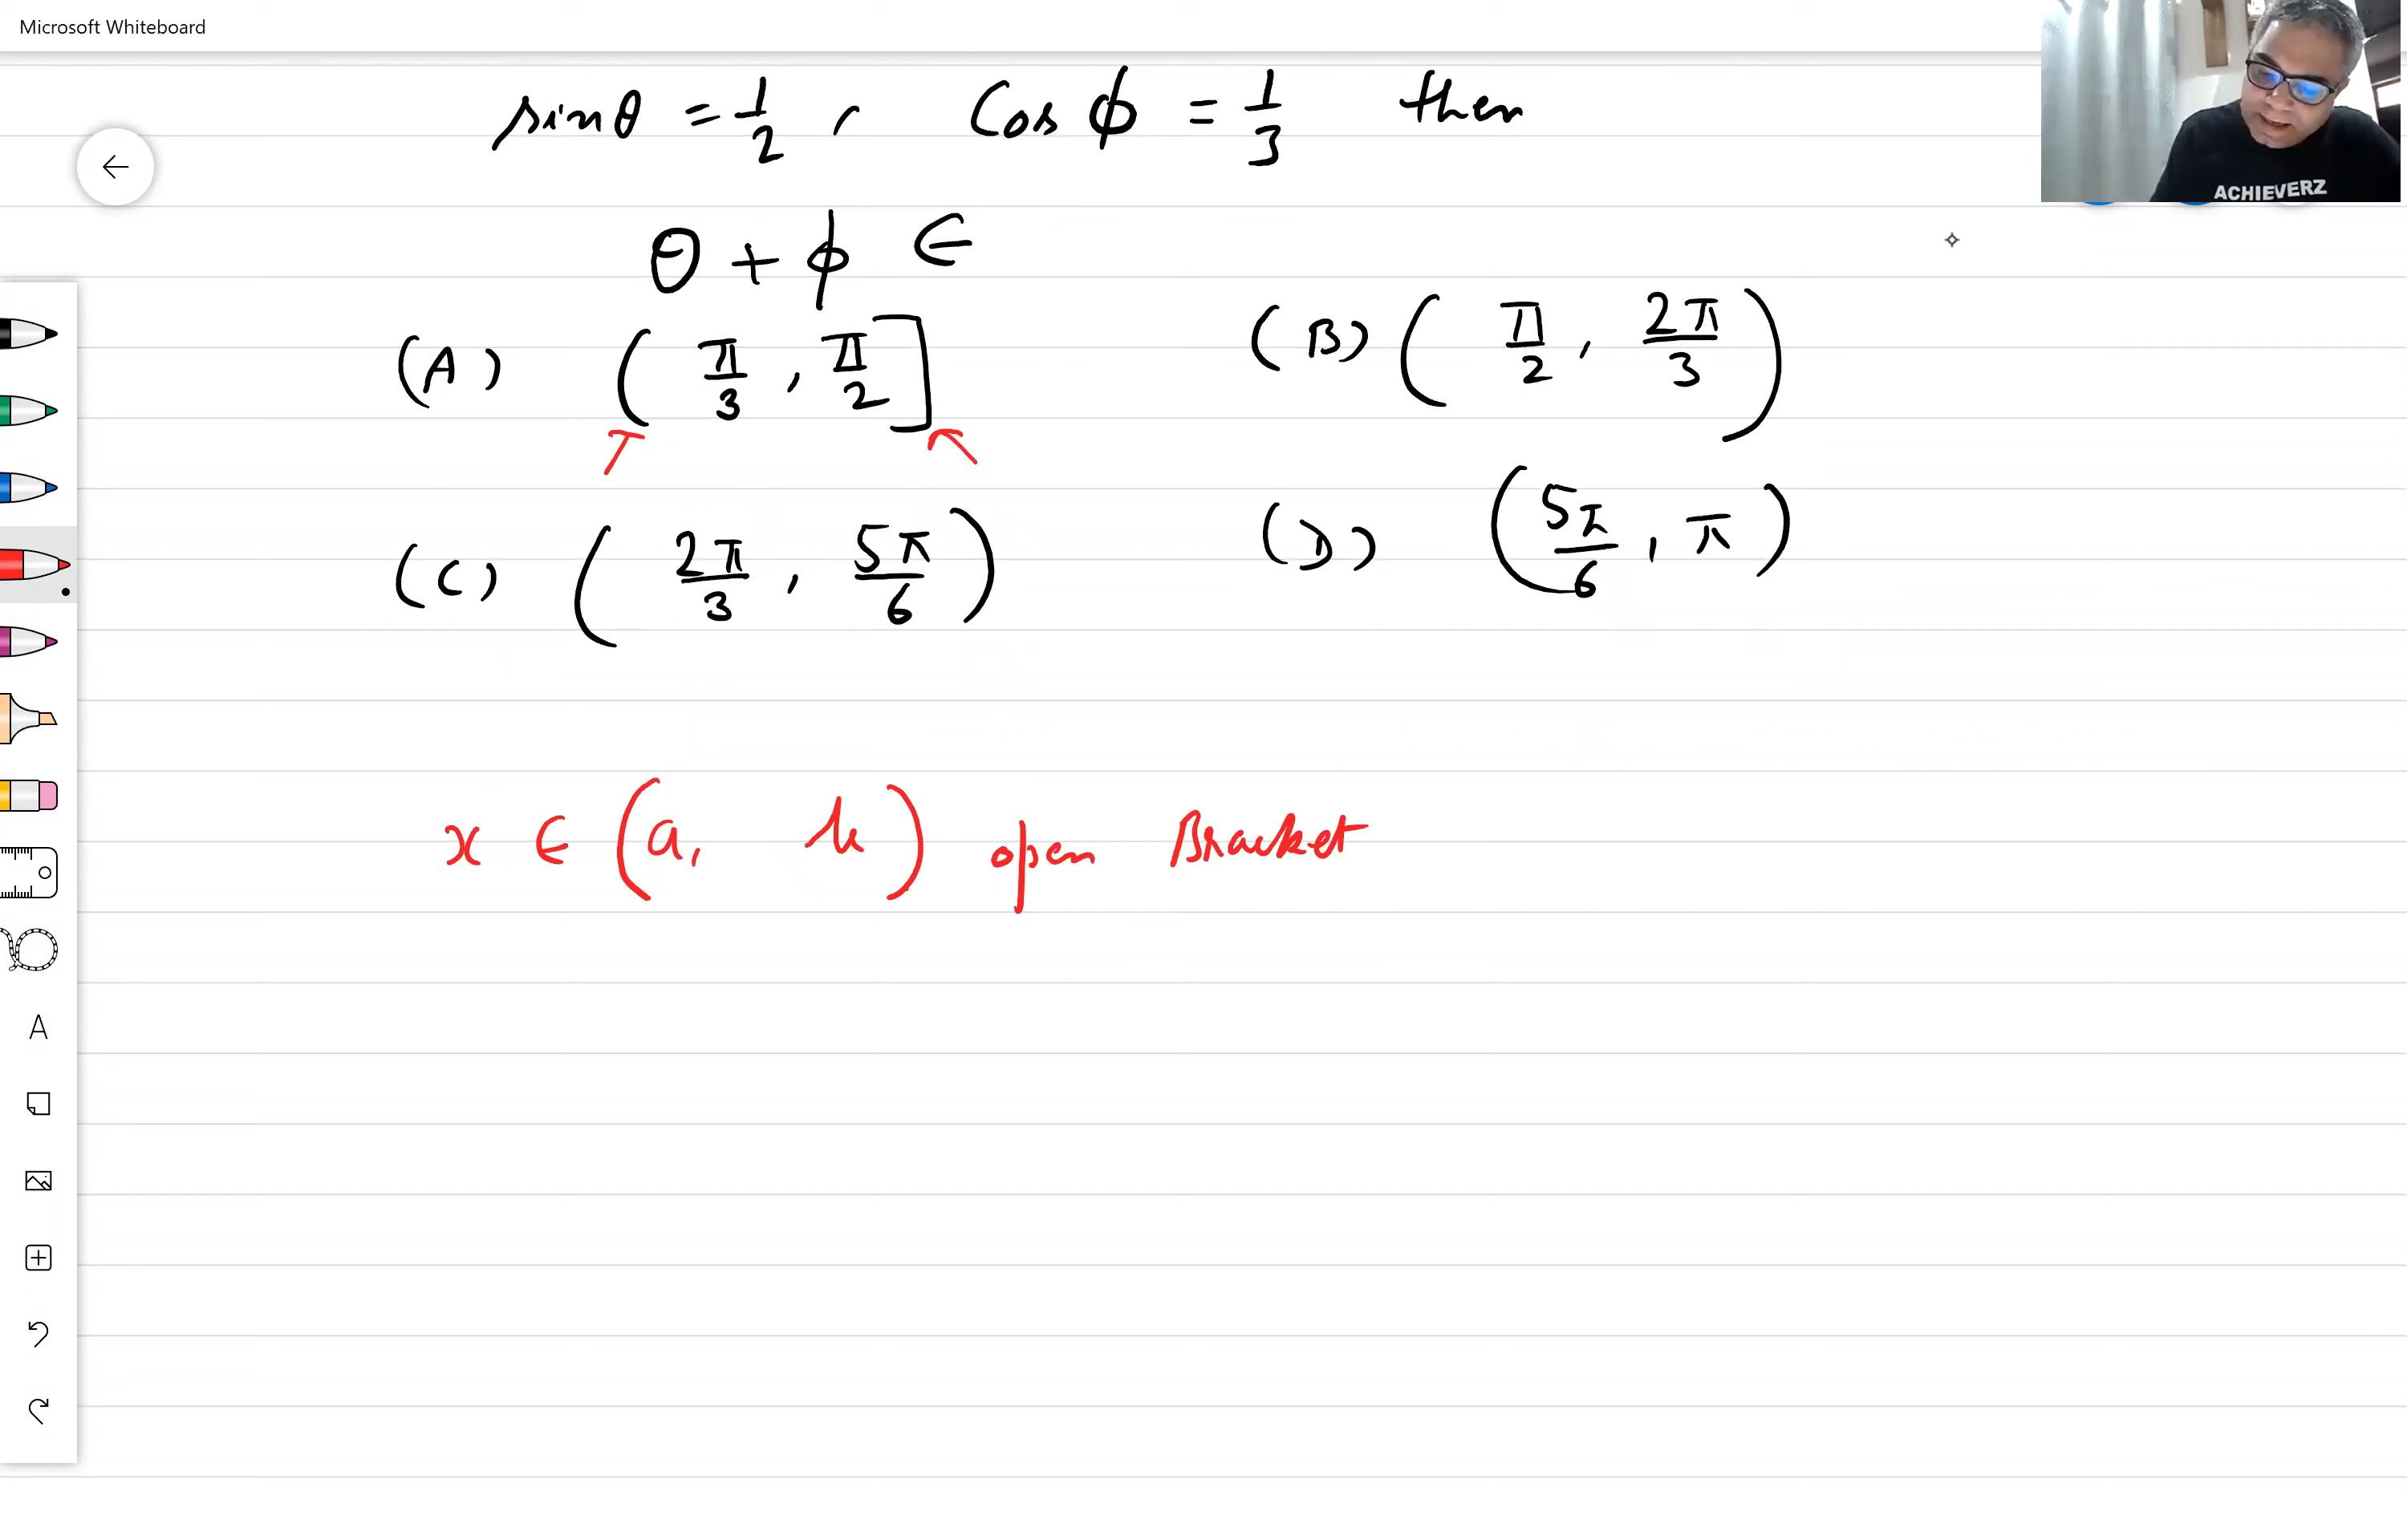 Microsoft Whiteboard
ACHIEVERZ
sinθ = 1/2, Cos ϕ = 1/3 then
θ + ϕ ∈
(A) (π/3, π/2] (B) (π/2, 2π/3)
(C) (2π/3, 5π/6) (D) (5π/6, π)
x ∈ (a, b) open Bracket
A